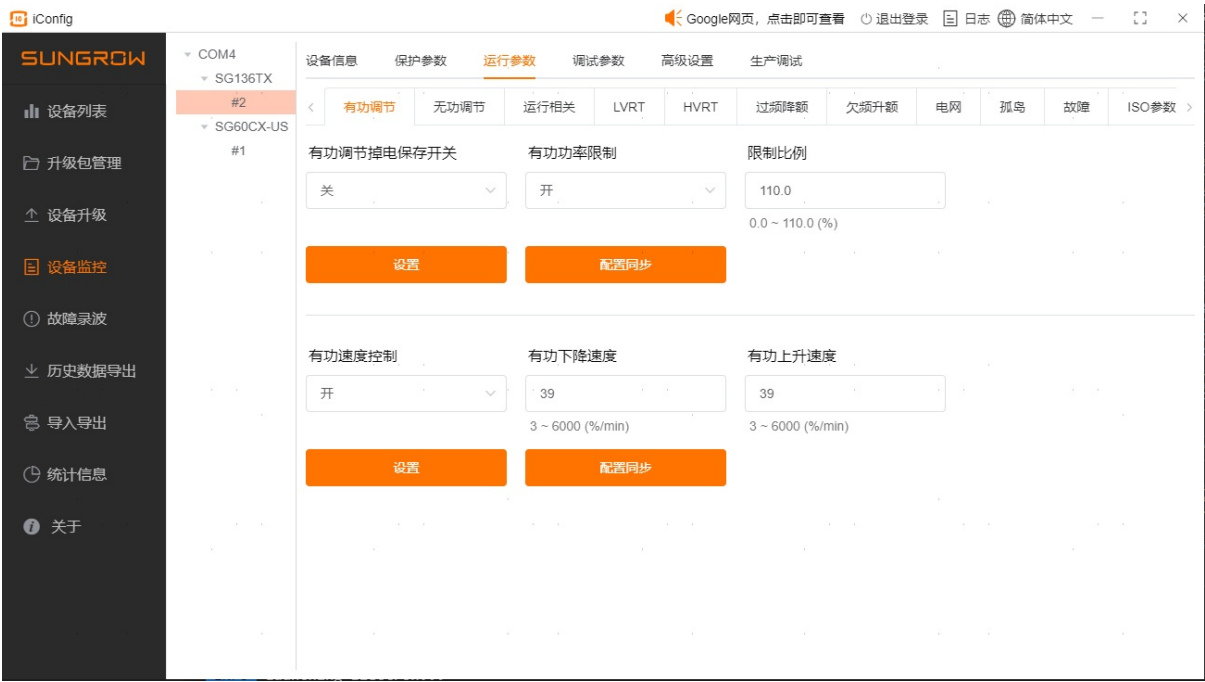 iConfig
Google网页，点击即可查看 退出登录 日志 简体中文
SUNGROW
设备列表
升级包管理
设备升级
设备监控
故障录波
历史数据导出
导入导出
统计信息
关于
COM4
SG136TX
#2
SG60CX-US
#1
设备信息 保护参数 运行参数 调试参数 高级设置 生产调试
有功调节 无功调节 运行相关 LVRT HVRT 过频降额 欠频升额 电网 孤岛 故障 ISO参数
有功调节掉电保存开关 有功功率限制 限制比例
关 开 110.0
0.0 ~ 110.0 (%)
设置 配置同步
有功速度控制 有功下降速度 有功上升速度
开 39 39
3 ~ 6000 (%/min) 3 ~ 6000 (%/min)
设置 配置同步